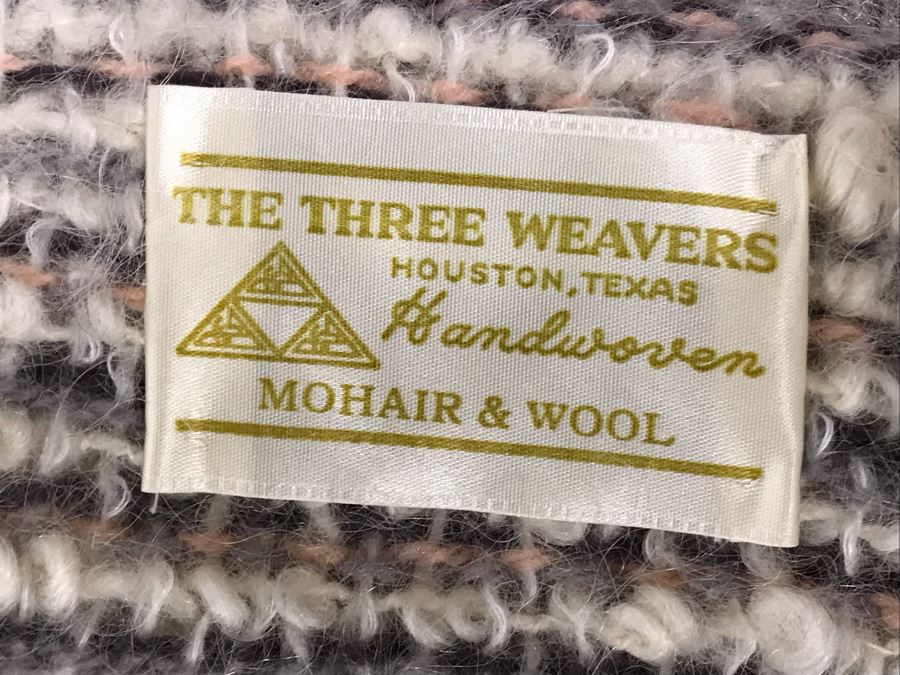 THE THREE WEAVERS
HOUSTON, TEXAS
Handwoven
MOHAIR & WOOL